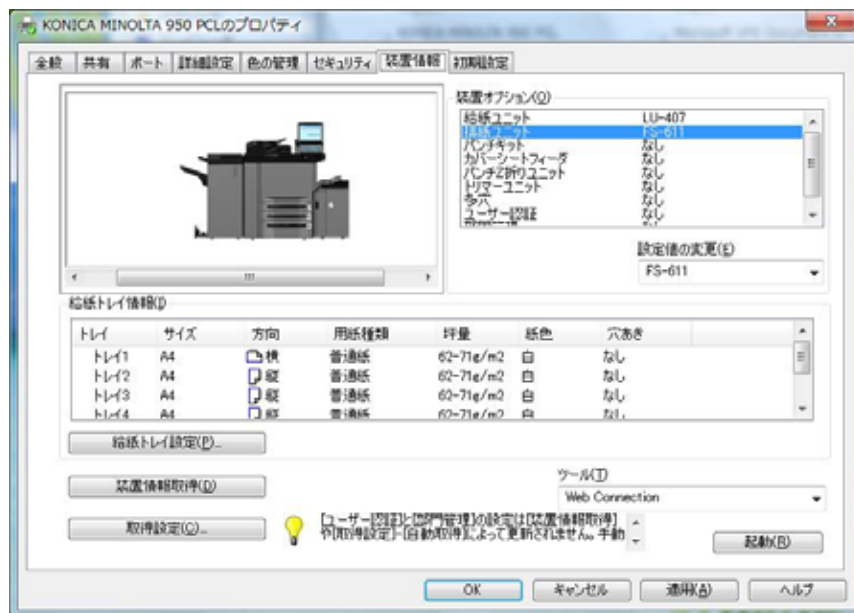 KONICA MINOLTA 950 PCLのプロパティ
全般 共有 ポート 詳細設定 色の管理 セキュリティ 装置情報 初期設定
装置オプション(O)
給紙ユニット LU-407
排紙ユニット FS-611
パンチキット なし
カバーシートフィーダ なし
パンチZ折りユニット なし
トリマーユニット なし
多穴 なし
ユーザー認証 なし
設定値の変更(E)
FS-611
給紙トレイ情報(I)
トレイ サイズ 方向 用紙種類 坪量 紙色 穴あき
トレイ1 A4 横 普通紙 62-71g/m2 白 なし
トレイ2 A4 縦 普通紙 62-71g/m2 白 なし
トレイ3 A4 縦 普通紙 62-71g/m2 白 なし
トレイ4 A4 縦 普通紙 62-71g/m2 白 なし
給紙トレイ設定(P)...
装置情報取得(D)
取得設定(C)...
ツール(T)
Web Connection
[ユーザー認証]と[部門管理]の設定は[装置情報取得]
や[取得設定]-[自動取得]によって更新されません。手動
起動(R)
OK キャンセル 適用(A) ヘルプ